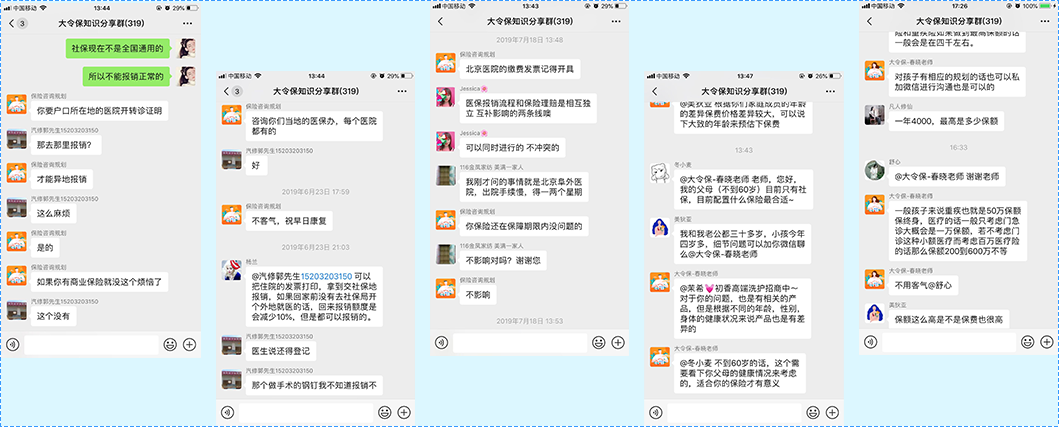 中国移动 13:44 29%
3 大令保知识分享群(319)
社保现在不是全国通用的
所以不能报销正常的
保险咨询规划
你要户口所在地的医院开转诊证明
汽修郭先生15203203150
那去那里报销?
保险咨询规划
才能异地报销
汽修郭先生15203203150
这么麻烦
保险咨询规划
是的
保险咨询规划
如果你有商业保险就没这个烦恼了
汽修郭先生15203203150
这个没有
中国移动 13:44 29%
3 大令保知识分享群(319)
保险咨询规划
咨询你们当地的医保办,每个医院
都有的
汽修郭先生15203203150
好
2019年6月23日 17:59
保险咨询规划
不客气,祝早日康复
2019年6月23日 21:03
杨兰
@汽修郭先生15203203150 可以
把住院的发票打印,拿到交社保地
报销,如果回家前没有去社保局开
个外地就医的话,回来报销额度是
会减少10%,但是都可以报销的。
汽修郭先生15203203150
医生说还得登记
汽修郭先生15203203150
那个做手术的钢钉我不知道报销不
中国移动 13:43 29%
大令保知识分享群(319)
2019年7月18日 13:48
保险咨询规划
北京医院的缴费发票记得开具
Jessica
医保报销流程和保险理赔是相互独
立 互补影响的两条线噢
Jessica
可以同时进行的 不冲突的
116金凤家纺 美满一家人
我刚才问的事情就是北京阜外医
院,出院手续慢,得一两个星期
保险咨询规划
你保险还在保障期限内没问题的
116金凤家纺 美满一家人
不影响对吗?谢谢您
保险咨询规划
不影响
2019年7月18日 13:53
中国移动 13:47 26%
大令保知识分享群(319)
@美狄亚 根据你们家庭成员的年龄
的差异保费价格差异较大,可以说
下大致的年龄来预估下保费
13:43
冬小麦
@大令保-春晓老师 老师,您好,
我的父母(不到60岁)目前只有社
保,目前配置什么保险最合适~
美狄亚
我和我老公都三十多岁,小孩今年
四岁多,细节问题可以加你微信聊
么@大令保-春晓老师
大令保-春晓老师
@茉希初香高端洗护招商中~
对于你的问题,也是有相关的产
品,但是根据不同的年龄,性别,
身体的健康状况来说产品也是有差
异的
大令保-春晓老师
@冬小麦 不到60岁的话,这个需
要看下你父母的健康情况来考虑
的,适合你的保险才有意义
中国移动 17:26 100%
大令保知识分享群(319)
险和重疾险如果做到最高保额的话
一般会是在四千左右。
大令保-春晓老师
对孩子有相应的规划的话也可以私
加微信进行沟通也是可以的
凡人修仙
一年4000,最高是多少保额
16:33
舒心
@大令保-春晓老师 谢谢老师
大令保-春晓老师
一般孩子来说重疾也就是50万保额
保终身,医疗的话一般只考虑门急
诊大概会是一万保额,若不考虑门
诊这种小额医疗而考虑百万医疗险
的话那么保额200到600万不等
大令保-春晓老师
不用客气@舒心
美狄亚
保额这么高是不是保费也很高